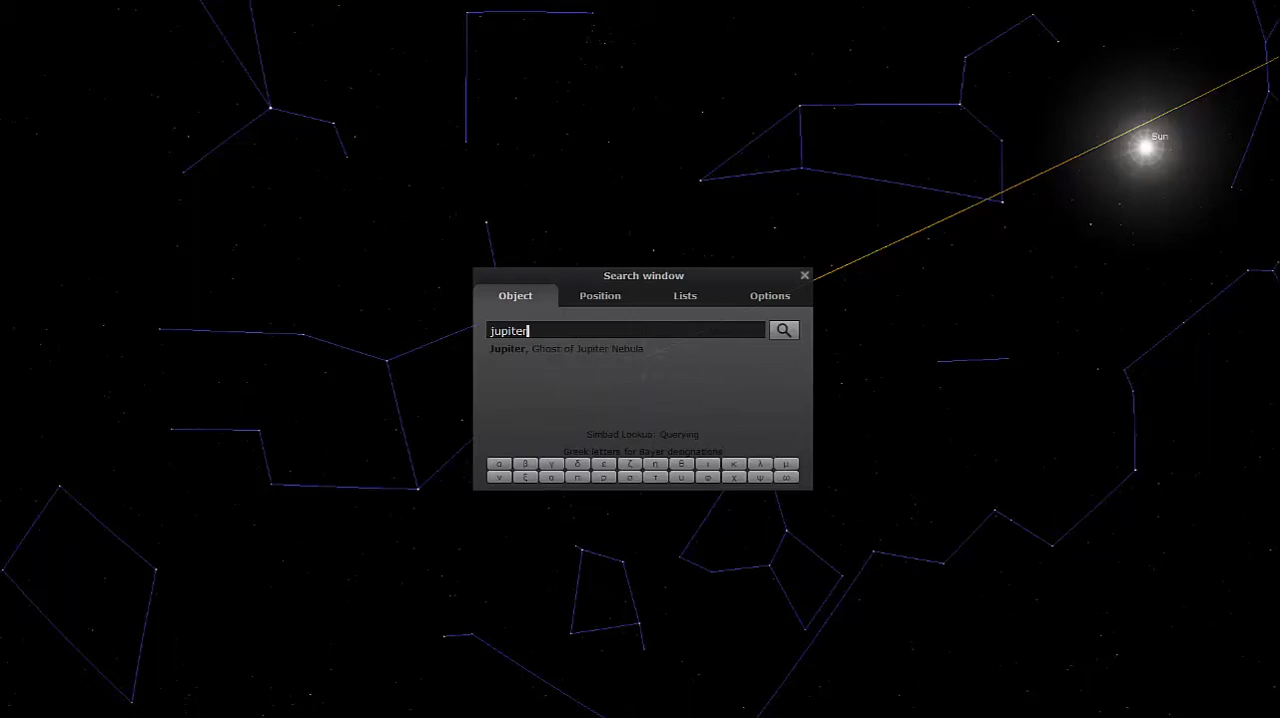 Sun
Search window
Object Position Lists Options
jupiter
Jupiter, Ghost of Jupiter Nebula
Simbad Lookup: Querying
Greek letters for Bayer designations
α β γ δ ε ζ η θ ι κ λ μ
ν ξ ο π ρ σ τ υ φ χ ψ ω